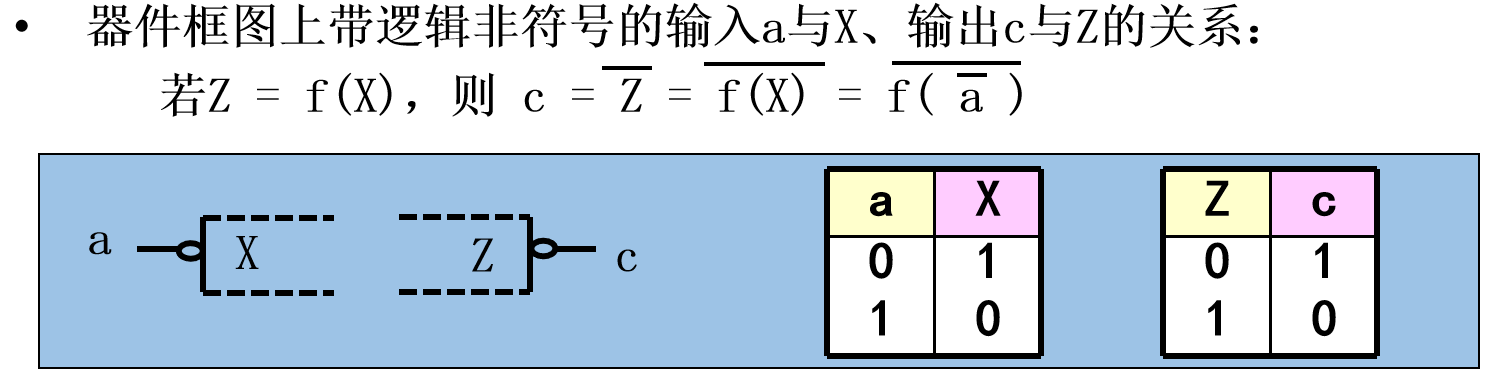 • 器件框图上带逻辑非符号的输入a与X、输出c与Z的关系：
若Z = f(X)，则 c = Z̅ = f̅(̅X̅)̅ = f̅(̅ a̅ )̅
a X Z c
a X Z c
0 1 0 1
1 0 1 0